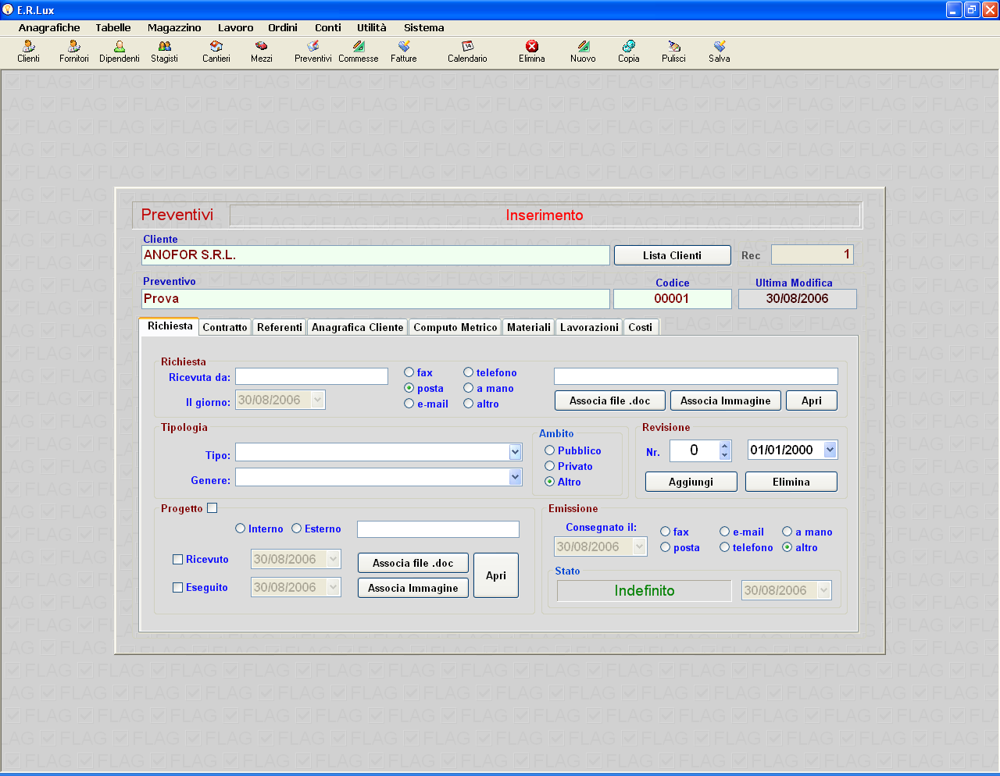 E.R.Lux
Anagrafiche Tabelle Magazzino Lavoro Ordini Conti Utilità Sistema
Clienti Fornitori Dipendenti Stagisti Cantieri Mezzi Preventivi Commesse Fatture Calendario Elimina Nuovo Copia Pulisci Salva
Preventivi Inserimento
Cliente
ANOFOR S.R.L. Lista Clienti Rec 1
Preventivo Codice Ultima Modifica
Prova 00001 30/08/2006
Richiesta Contratto Referenti Anagrafica Cliente Computo Metrico Materiali Lavorazioni Costi
Richiesta
Ricevuta da: fax telefono
posta a mano
Il giorno: 30/08/2006 e-mail altro Associa file .doc Associa Immagine Apri
Tipologia Ambito Revisione
Tipo: Pubblico Nr. 0 01/01/2000
Privato
Genere: Altro Aggiungi Elimina
Progetto Emissione
Interno Esterno Consegnato il: fax e-mail a mano
30/08/2006 posta telefono altro
Ricevuto 30/08/2006 Associa file .doc Apri Stato
Eseguito 30/08/2006 Associa Immagine Indefinito 30/08/2006
FLAG